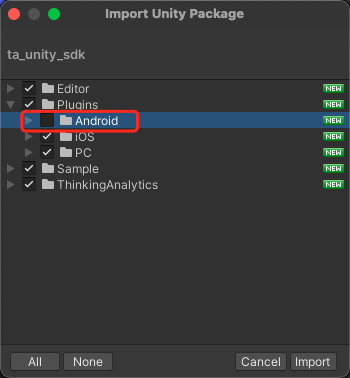 Import Unity Package
ta_unity_sdk
Editor NEW
Plugins NEW
Android NEW
iOS NEW
PC NEW
Sample NEW
ThinkingAnalytics NEW
All None Cancel Import